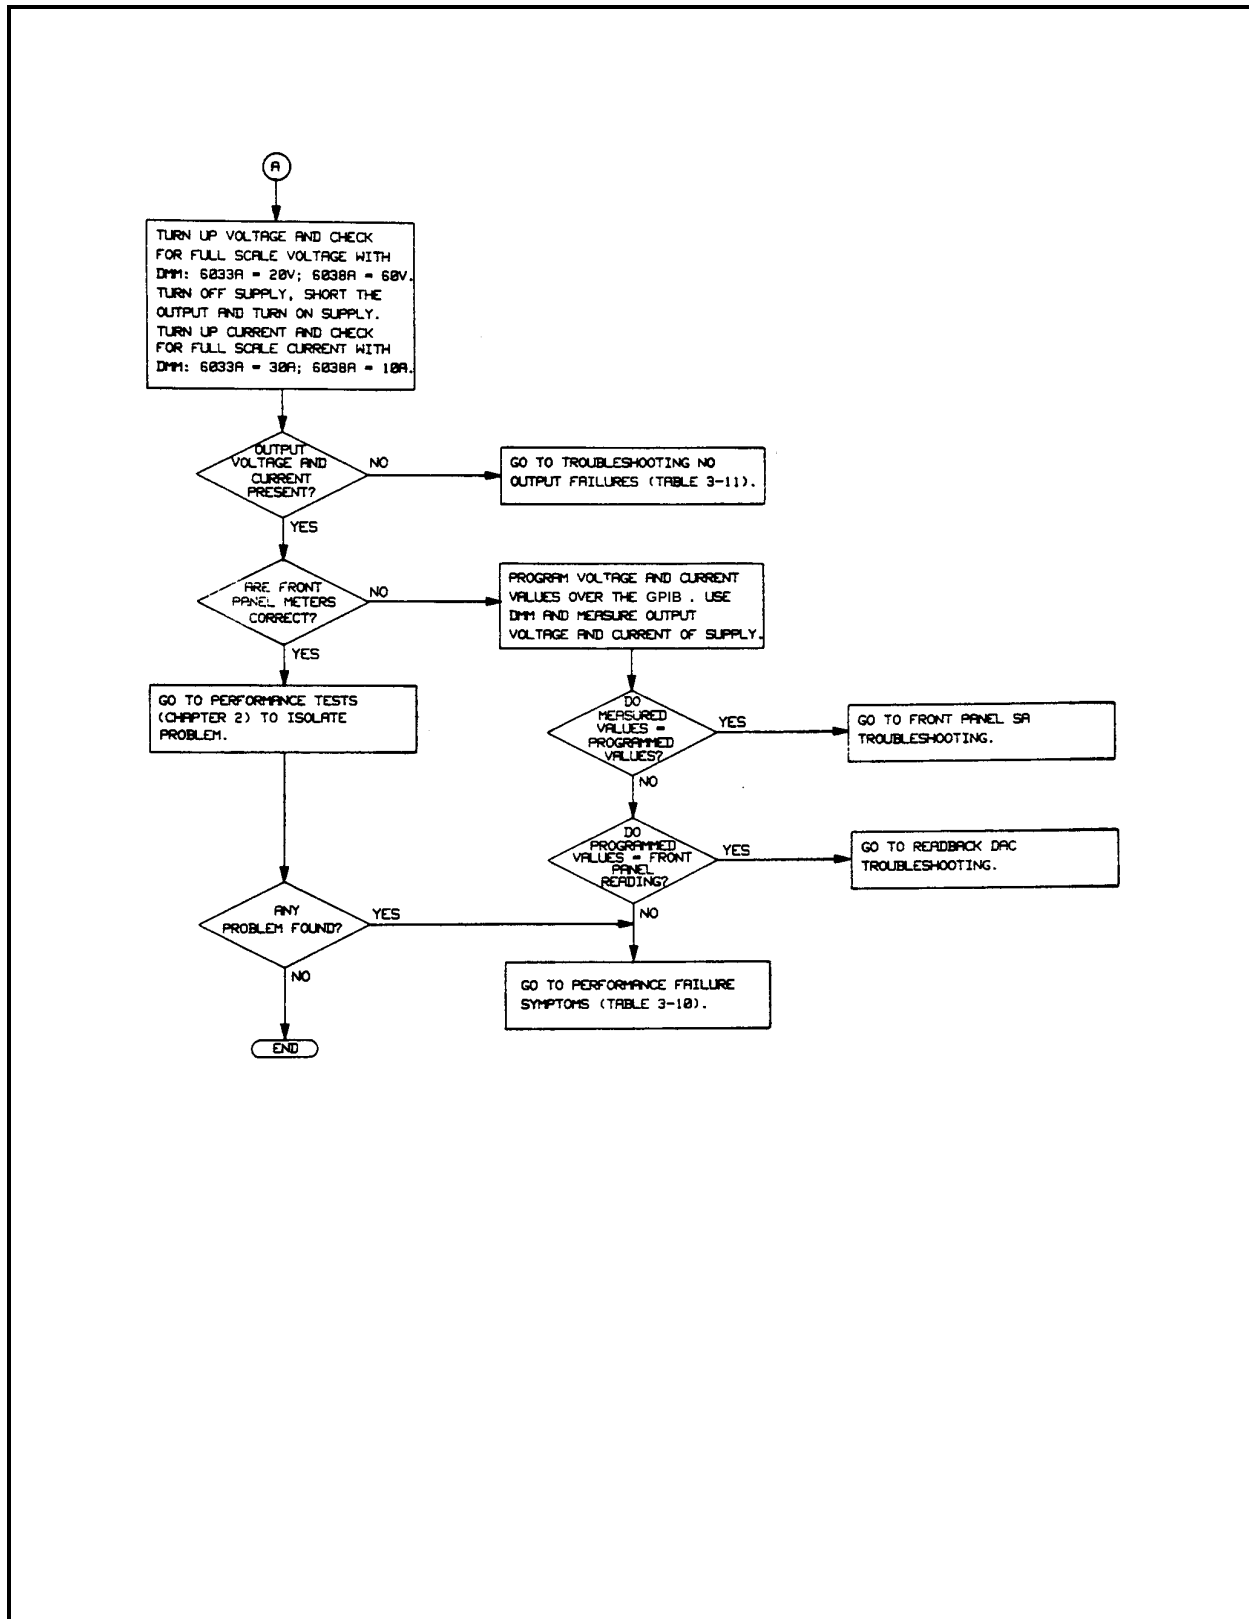 A
TURN UP VOLTAGE AND CHECK
FOR FULL SCALE VOLTAGE WITH
DMM: 6033A = 20V; 6038A = 60V.
TURN OFF SUPPLY, SHORT THE
OUTPUT AND TURN ON SUPPLY.
TURN UP CURRENT AND CHECK
FOR FULL SCALE CURRENT WITH
DMM: 6033A = 30A; 6038A = 10A.
OUTPUT
VOLTAGE AND
CURRENT
PRESENT?
NO
GO TO TROUBLESHOOTING NO
OUTPUT FAILURES (TABLE 3-11).
YES
ARE FRONT
PANEL METERS
CORRECT?
NO
PROGRAM VOLTAGE AND CURRENT
VALUES OVER THE GPIB . USE
DMM AND MEASURE OUTPUT
VOLTAGE AND CURRENT OF SUPPLY.
YES
GO TO PERFORMANCE TESTS
(CHAPTER 2) TO ISOLATE
PROBLEM.
DO
MEASURED
VALUES =
PROGRAMMED
VALUES?
YES
GO TO FRONT PANEL SA
TROUBLESHOOTING.
NO
DO
PROGRAMMED
VALUES = FRONT
PANEL
READING?
YES
GO TO READBACK DAC
TROUBLESHOOTING.
NO
ANY
PROBLEM FOUND?
YES
NO
GO TO PERFORMANCE FAILURE
SYMPTOMS (TABLE 3-10).
END